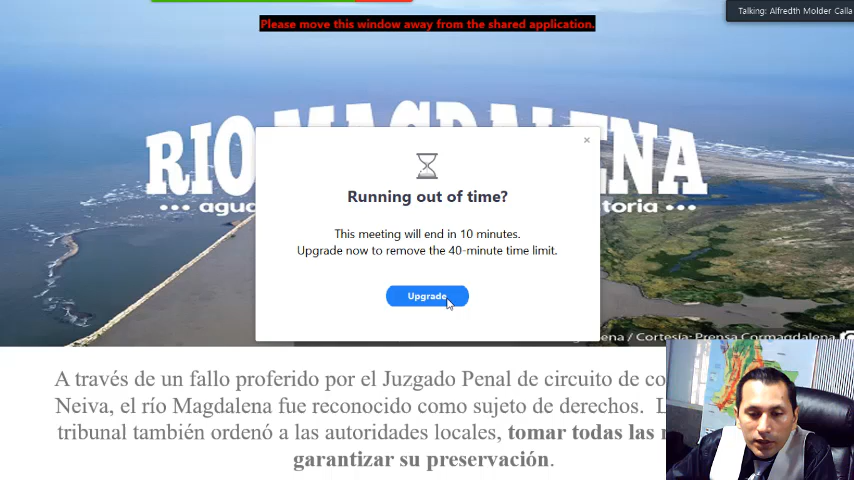 Talking: Alfredth Molder Calla
Please move this window away from the shared application.
RIO MAGDALENA
••• agua toria •••
Running out of time?
This meeting will end in 10 minutes.
Upgrade now to remove the 40-minute time limit.
Upgrade
Cortesía: Prensa Cormagdalena
A través de un fallo proferido por el Juzgado Penal de circuito de
Neiva, el río Magdalena fue reconocido como sujeto de derechos.
tribunal también ordenó a las autoridades locales, tomar todas las
garantizar su preservación.